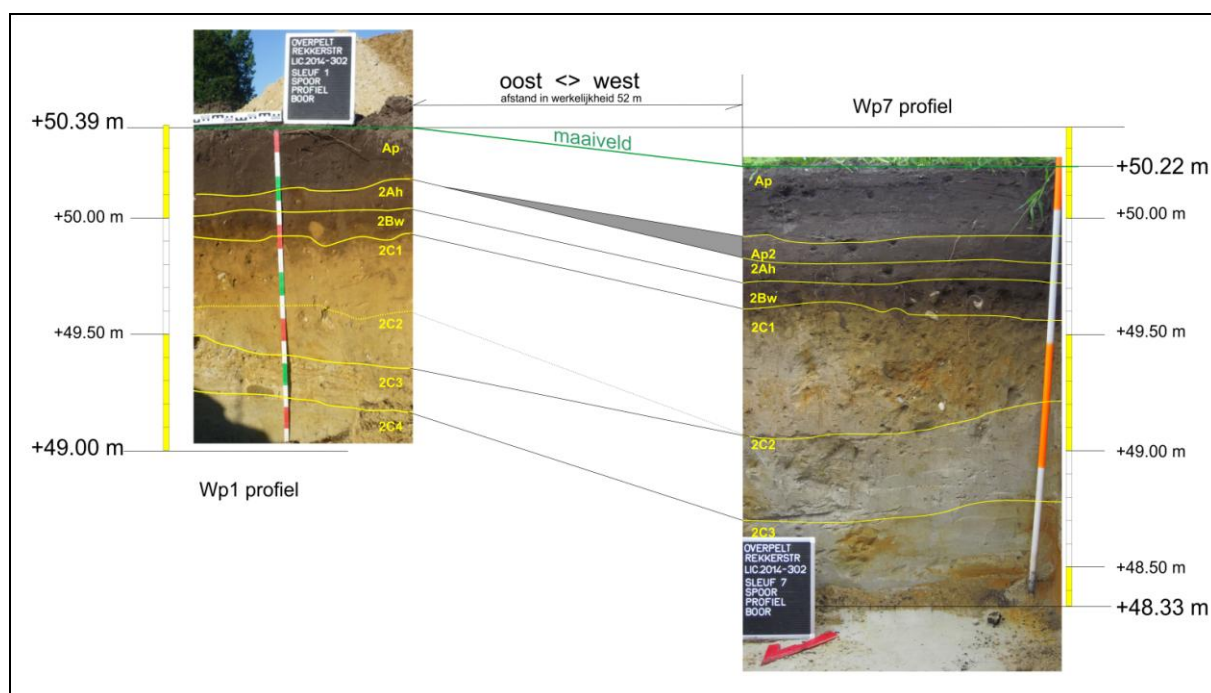 OVERPELT
REKKERSTR
LIC.2014-302
SLEUF 1
SPOOR
PROFIEL
BOOR
oost <> west
afstand in werkelijkheid 52 m
Wp7 profiel
+50.39 m
maaiveld
Ap
+50.22 m
Ap
2Ah
+50.00 m
+50.00 m
2Bw
Ap2
2C1
2Ah
2Bw
2C2
2C1
+49.50 m
+49.50 m
2C3
2C4
2C2
+49.00 m
+49.00 m
Wp1 profiel
2C3
OVERPELT
REKKERSTR
LIC.2014-302
SLEUF 7
SPOOR
PROFIEL
BOOR
+48.50 m
+48.33 m